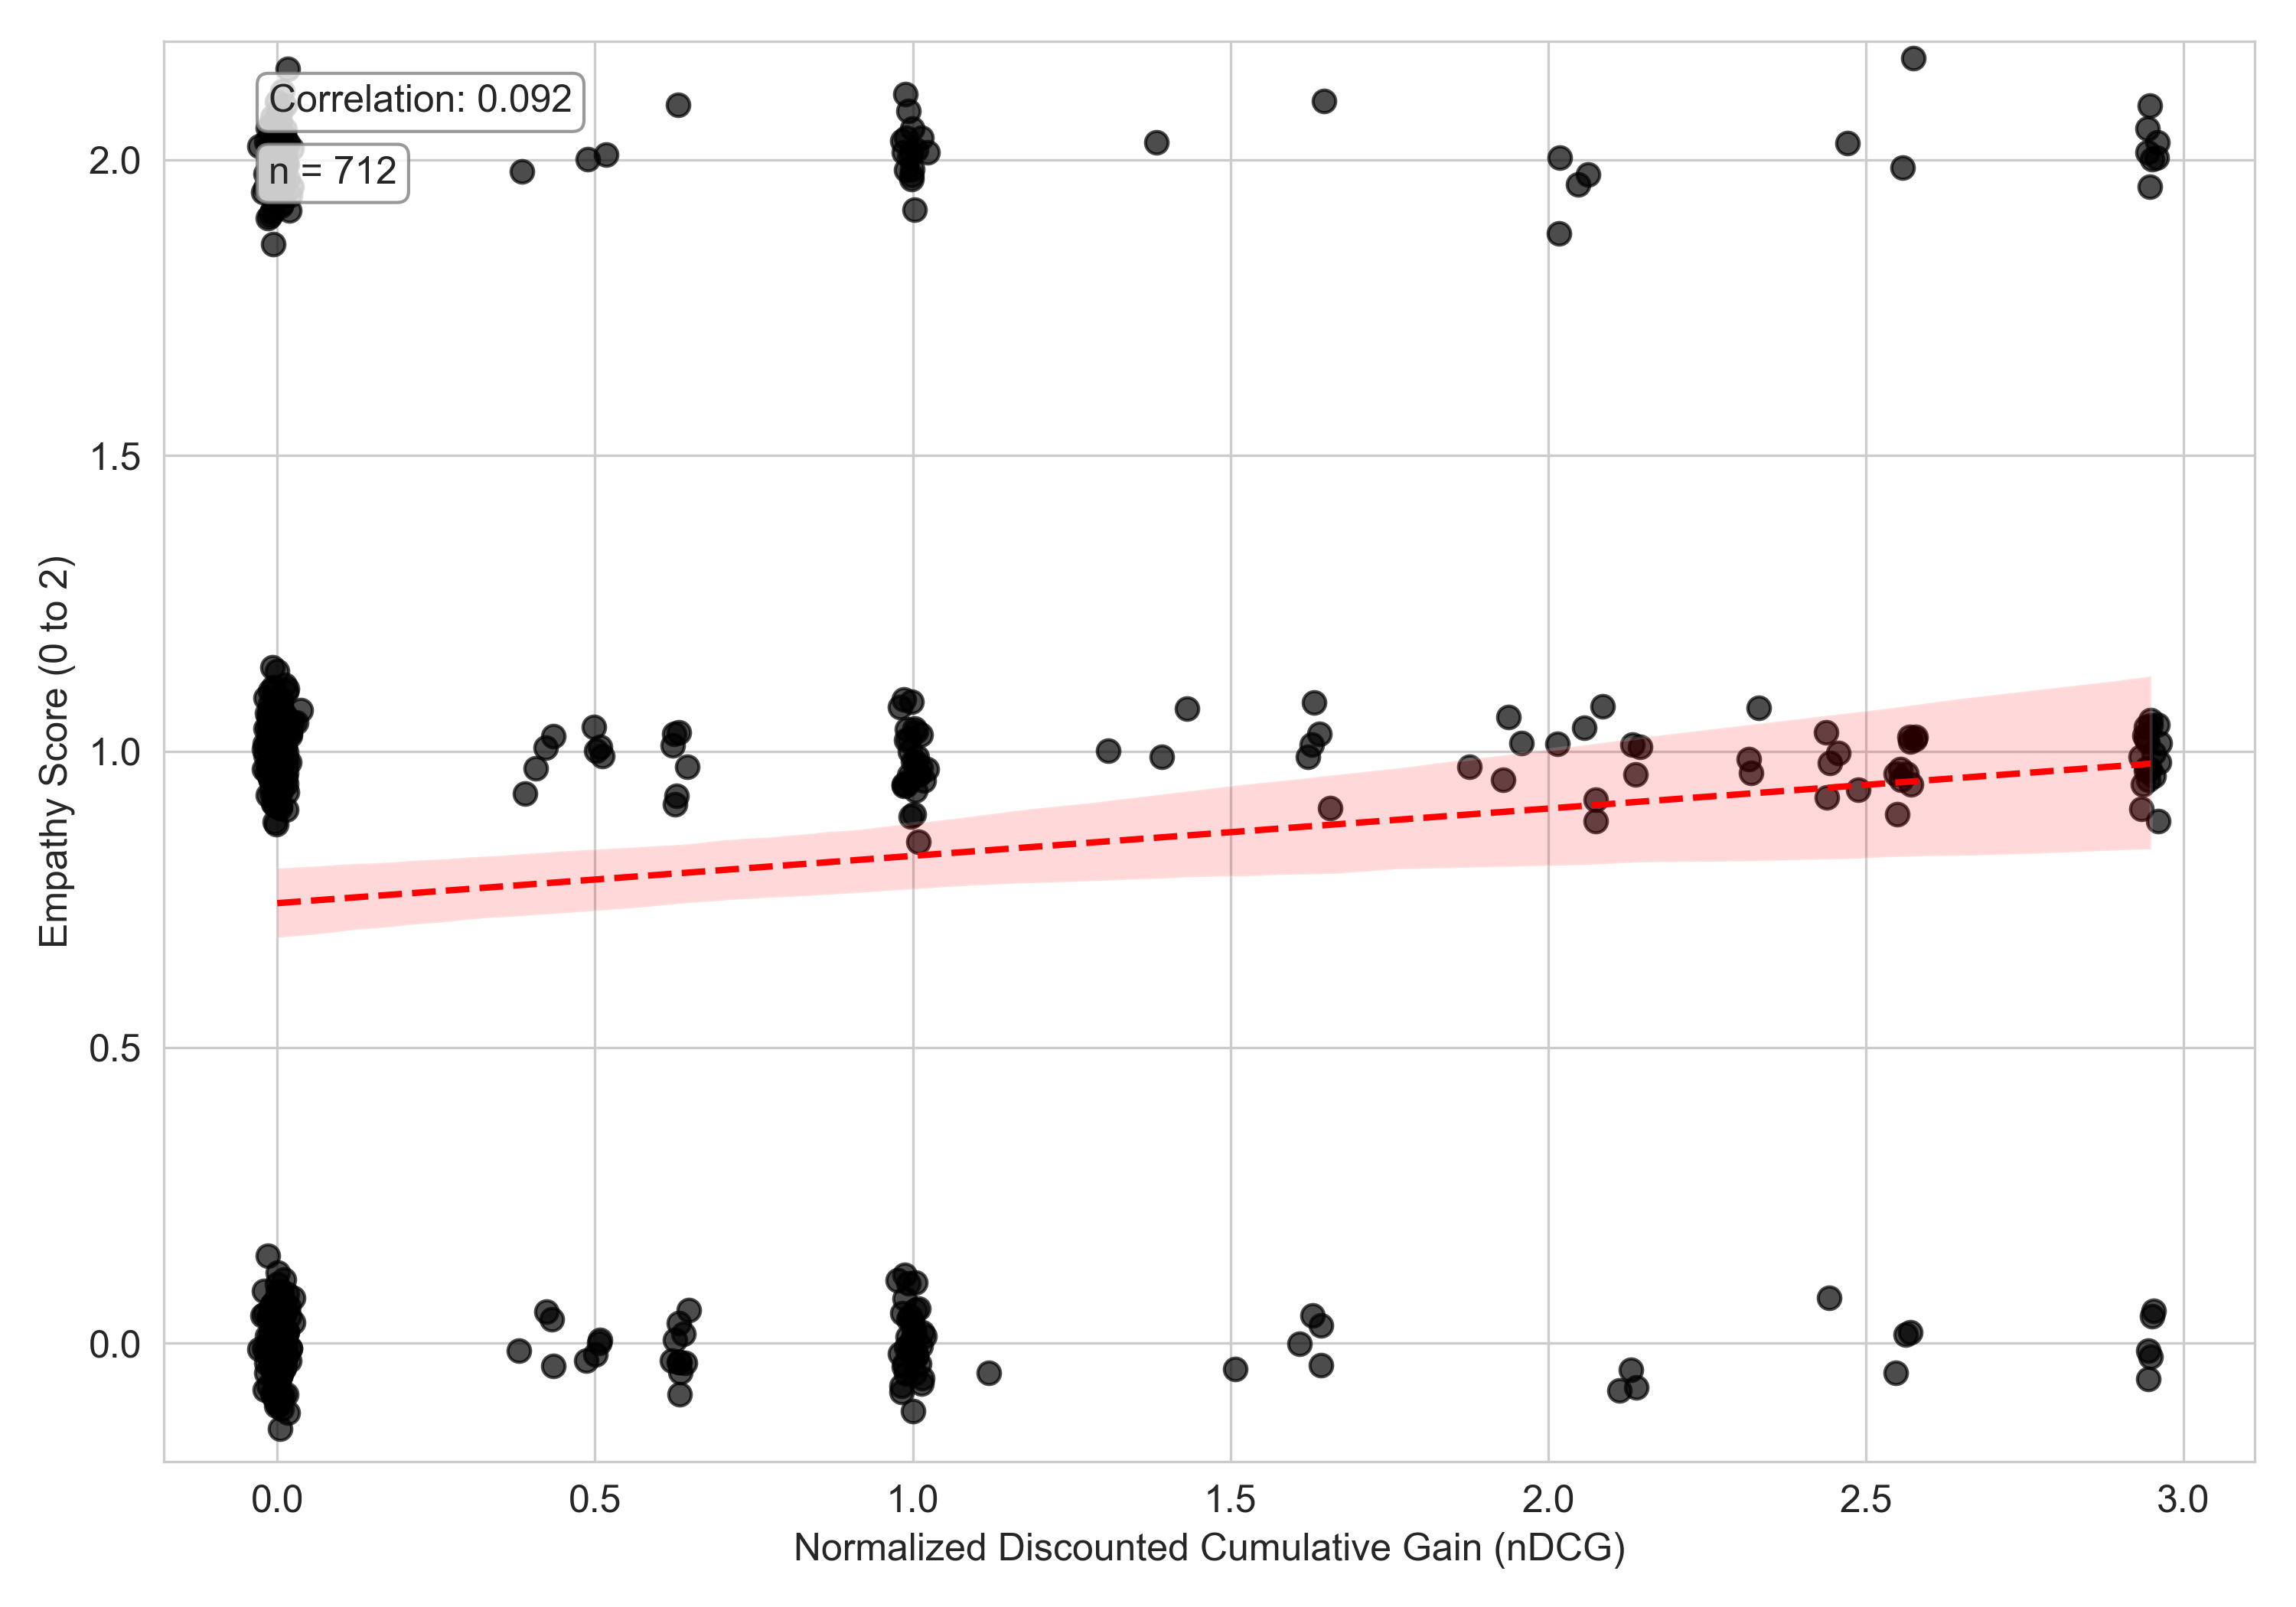 Correlation: 0.092
n = 712
2.0
1.5
1.0
0.5
0.0
Empathy Score (0 to 2)
0.0 0.5 1.0 1.5 2.0 2.5 3.0
Normalized Discounted Cumulative Gain (nDCG)